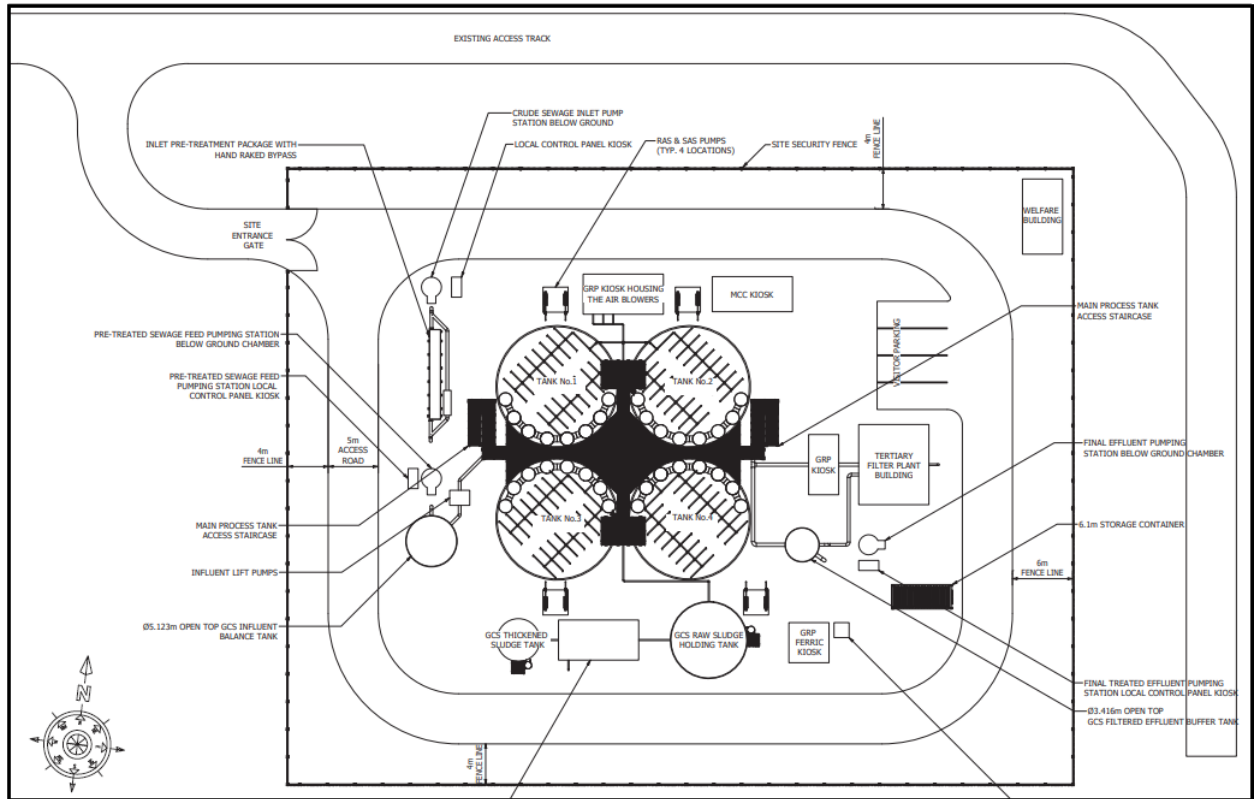 EXISTING ACCESS TRACK
CRUDE SEWAGE INLET PUMP
STATION BELOW GROUND
INLET PRE-TREATMENT PACKAGE WITH
HAND RAKED BYPASS
LOCAL CONTROL PANEL KIOSK
RAS & SAS PUMPS
(TYP. 4 LOCATIONS)
SITE SECURITY FENCE
4m
FENCE LINE
WELFARE
BUILDING
SITE
ENTRANCE
GATE
GRP KIOSK HOUSING
THE AIR BLOWERS
MCC KIOSK
MAIN PROCESS TANK
ACCESS STAIRCASE
PRE-TREATED SEWAGE FEED PUMPING STATION
BELOW GROUND CHAMBER
VISITOR PARKING
PRE-TREATED SEWAGE FEED
PUMPING STATION LOCAL
CONTROL PANEL KIOSK
TANK No.1
TANK No.2
4m
FENCE LINE
5m
ACCESS
ROAD
GRP
KIOSK
TERTIARY
FILTER PLANT
BUILDING
FINAL EFFLUENT PUMPING
STATION BELOW GROUND CHAMBER
MAIN PROCESS TANK
ACCESS STAIRCASE
TANK No.3
TANK No.4
6.1m STORAGE CONTAINER
INFLUENT LIFT PUMPS
6m
FENCE LINE
Ø5.123m OPEN TOP GCS INFLUENT
BALANCE TANK
GCS THICKENED
SLUDGE TANK
GCS RAW SLUDGE
HOLDING TANK
GRP
FERRIC
KIOSK
FINAL TREATED EFFLUENT PUMPING
STATION LOCAL CONTROL PANEL KIOSK
Ø3.416m OPEN TOP
GCS FILTERED EFFLUENT BUFFER TANK
N
4m
FENCE LINE